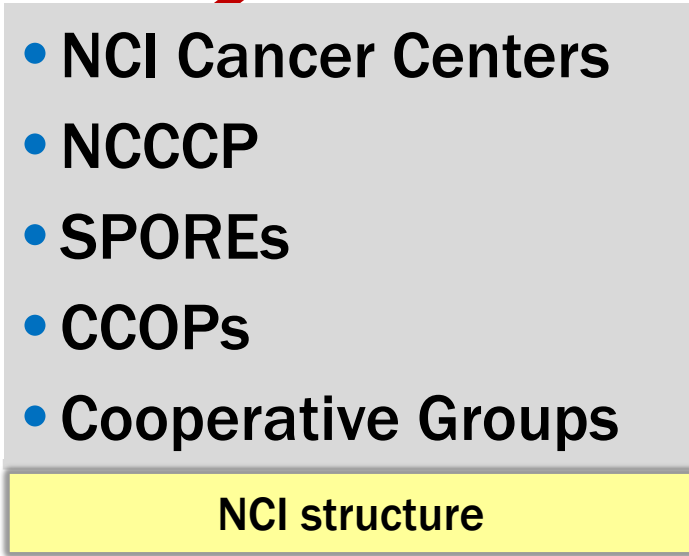 • NCI Cancer Centers
• NCCCP
• SPOREs
• CCOPs
• Cooperative Groups
NCI structure